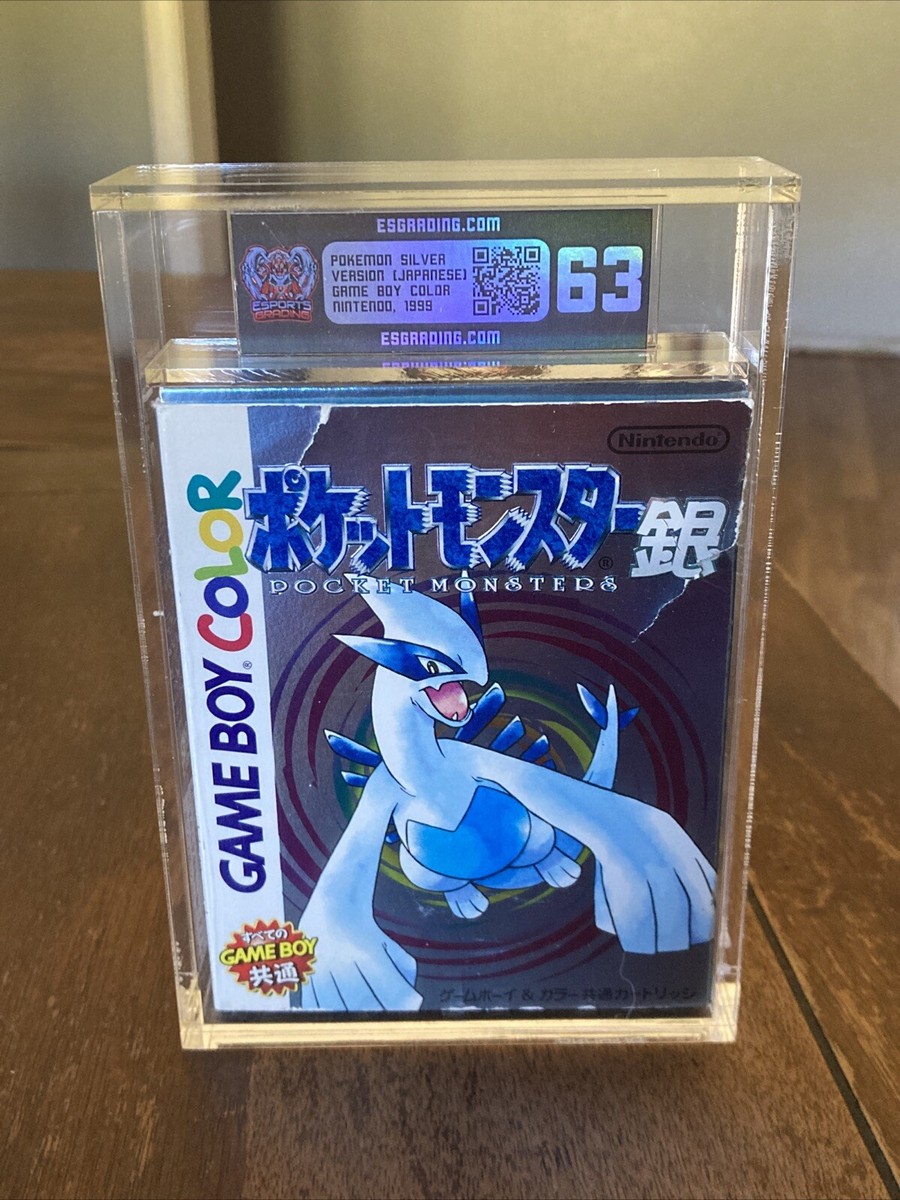 ESGRADING.COM
ESPORTS
GRADING
POKEMON SILVER
VERSION (JAPANESE)
GAME BOY COLOR
NINTENDO, 1999
63
ESGRADING.COM
Nintendo®
ポケットモンスター銀
®
POCKET MONSTERS
GAME BOY® COLOR
すべての
GAME BOY
共通
ゲームボーイ & カラー 共通カートリッジ